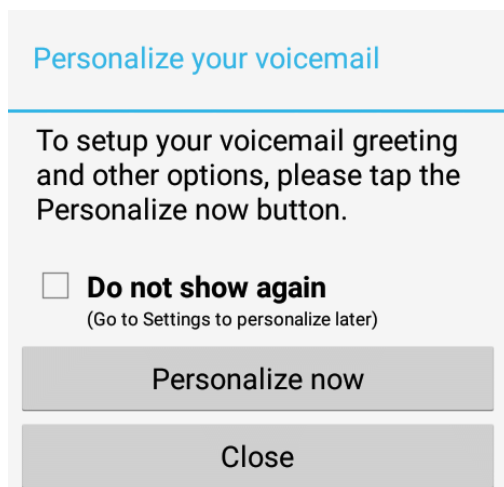 Personalize your voicemail
To setup your voicemail greeting
and other options, please tap the
Personalize now button.
Do not show again
(Go to Settings to personalize later)
Personalize now
Close